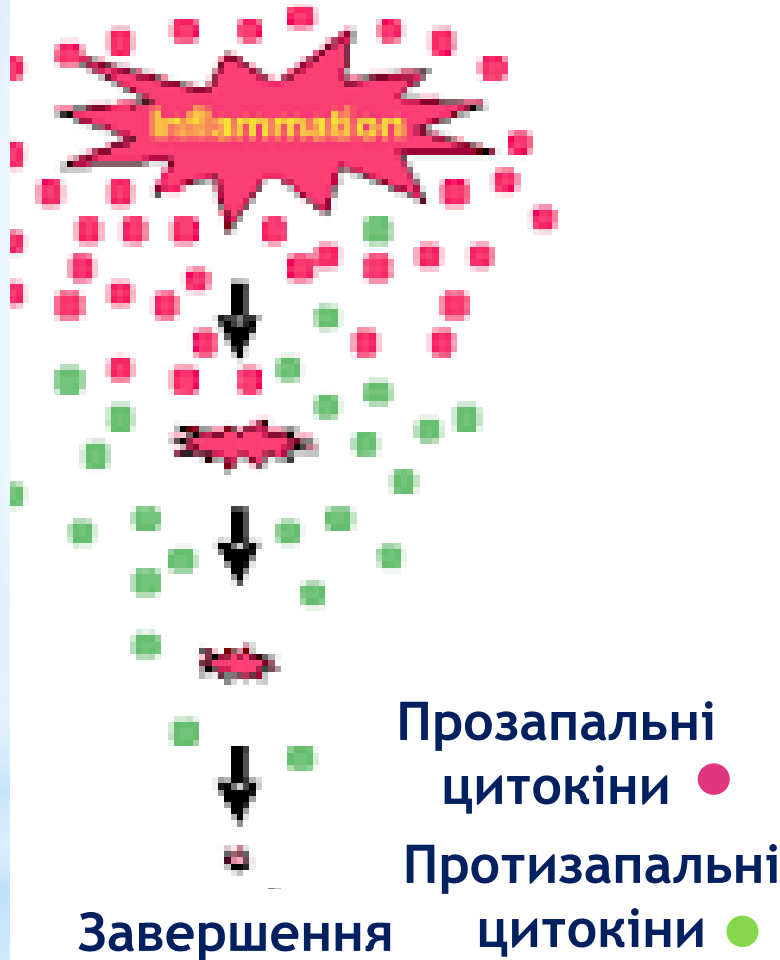 Inflammation
Прозапальні
цитокіни
Протизапальні
цитокіни
Завершення